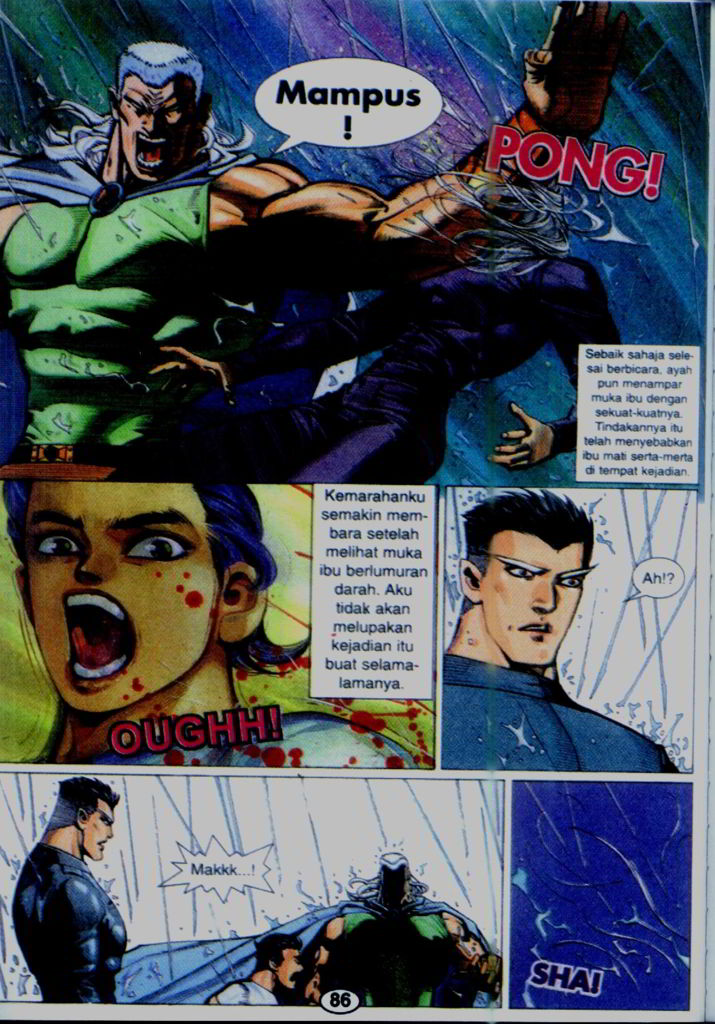 Mampus
!
PONG!
Sebaik sahaja sele-
sai berbicara, ayah
pun menampar
muka ibu dengan
sekuat-kuatnya.
Tindakannya itu
telah menyebabkan
ibu mati serta-merta
di tempat kejadian.
Kemarahanku
semakin mem-
bara setelah
melihat muka
ibu berlumuran
darah. Aku
tidak akan
melupakan
kejadian itu
buat selama-
lamanya.
OUGHH!
Ah!?
Makkk...!
SHAI
86